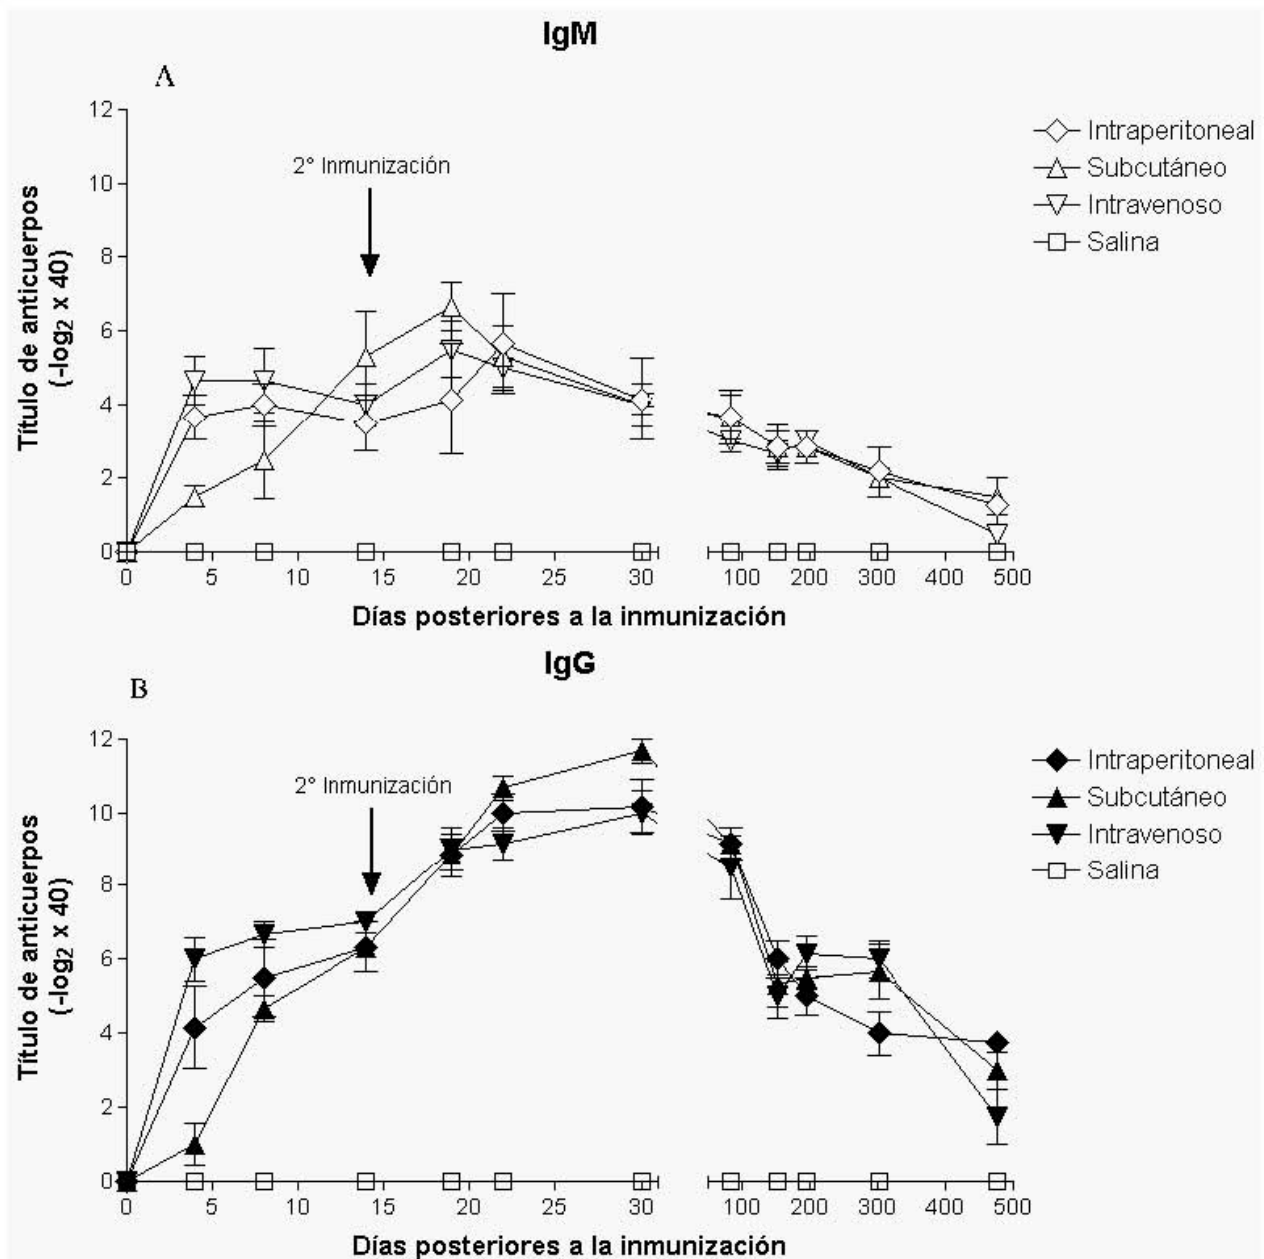 IgM
A
12
10
8
6
4
2
0
Título de anticuerpos
(-log2 x 40)
2° Inmunización
Intraperitoneal
Subcutáneo
Intravenoso
Salina
0 5 10 15 20 25 30 100 200 300 400 500
Días posteriores a la inmunización
IgG
B
12
10
8
6
4
2
0
Título de anticuerpos
(-log2 x 40)
2° Inmunización
Intraperitoneal
Subcutáneo
Intravenoso
Salina
0 5 10 15 20 25 30 100 200 300 400 500
Días posteriores a la inmunización